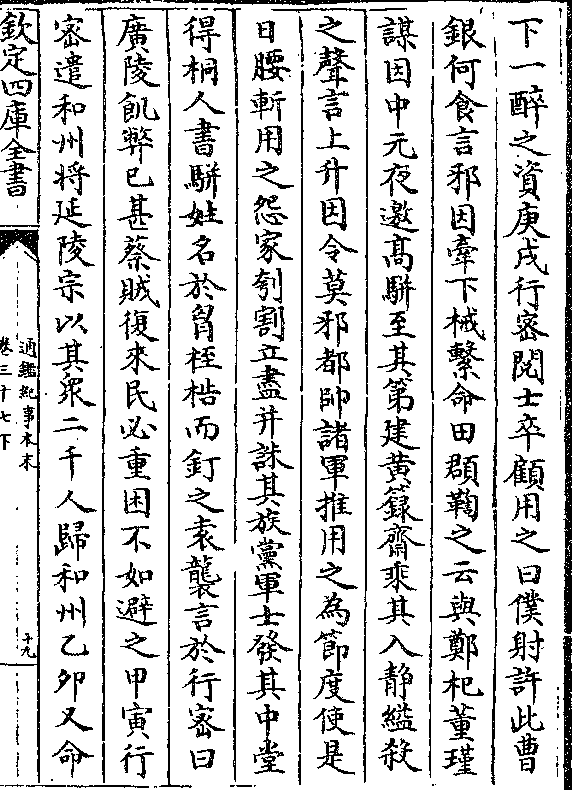 下一醉之資庚戌行密閱士卒顧用之曰僕射許此曹
銀何食言邪因牽下械繫命田頵鞫之云與鄭杞董瑾
謀因中元夜邀高駢至其第建黄籙齋乘其入靜縊殺
之聲言上升因令莫邪都帥諸軍推用之為節度使是
日腰斬用之怨家刳割立盡并誅其族黨軍士發其中堂
得桐人書駢姓名於胷桎梏而釘之袁襲言於行密曰
廣陵飢弊已甚蔡賊復來民必重困不如避之甲寅行
宻遣和州将延陵宗以其衆二千人歸和州乙卯又命
欽定四庫全書
通鑑紀事本末
卷三十七下
十九